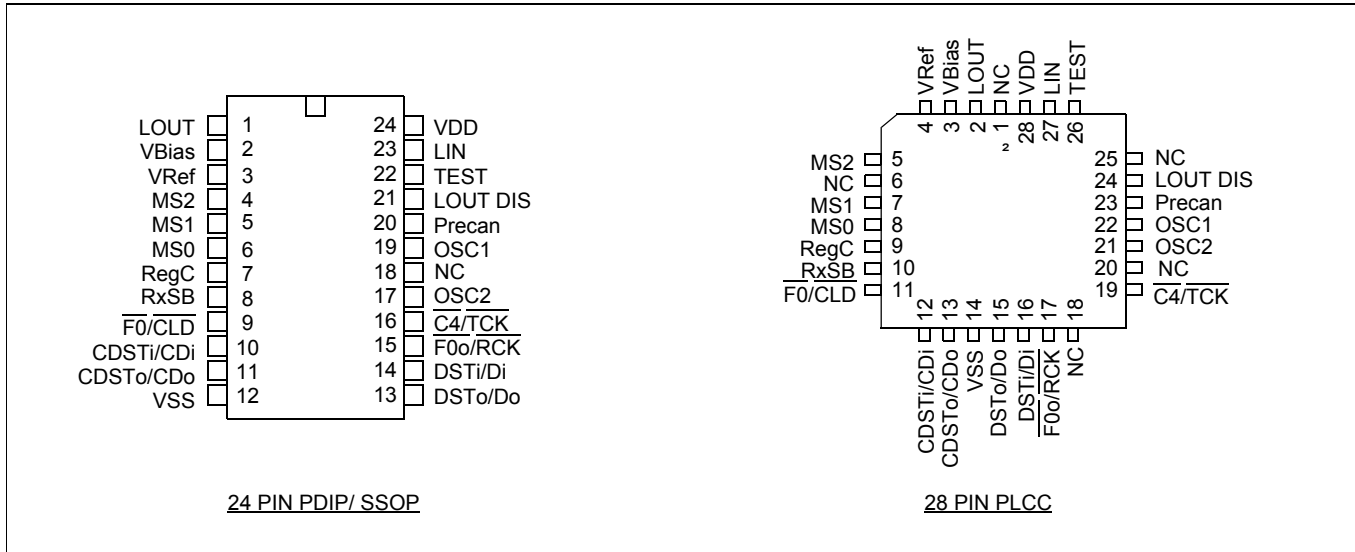 LOUT 1 24 VDD
VBias 2 23 LIN
VRef 3 22 TEST
MS2 4 21 LOUT DIS
MS1 5 20 Precan
MS0 6 19 OSC1
RegC 7 18 NC
RxSB 8 17 OSC2
F0/CLD 9 16 C4/TCK
CDSTi/CDi 10 15 F0o/RCK
CDSTo/CDo 11 14 DSTi/Di
VSS 12 13 DSTo/Do
24 PIN PDIP/ SSOP
VRef VBias LOUT NC VDD LIN TEST
4 3 2 1 28 27 26
2
MS2 5 25 NC
NC 6 24 LOUT DIS
MS1 7 23 Precan
MS0 8 22 OSC1
RegC 9 21 OSC2
RxSB 10 20 NC
F0/CLD 11 19 C4/TCK
12 13 14 15 16 17 18
CDSTi/CDi CDSTo/CDo VSS DSTo/Do DSTi/Di F0o/RCK NC
28 PIN PLCC